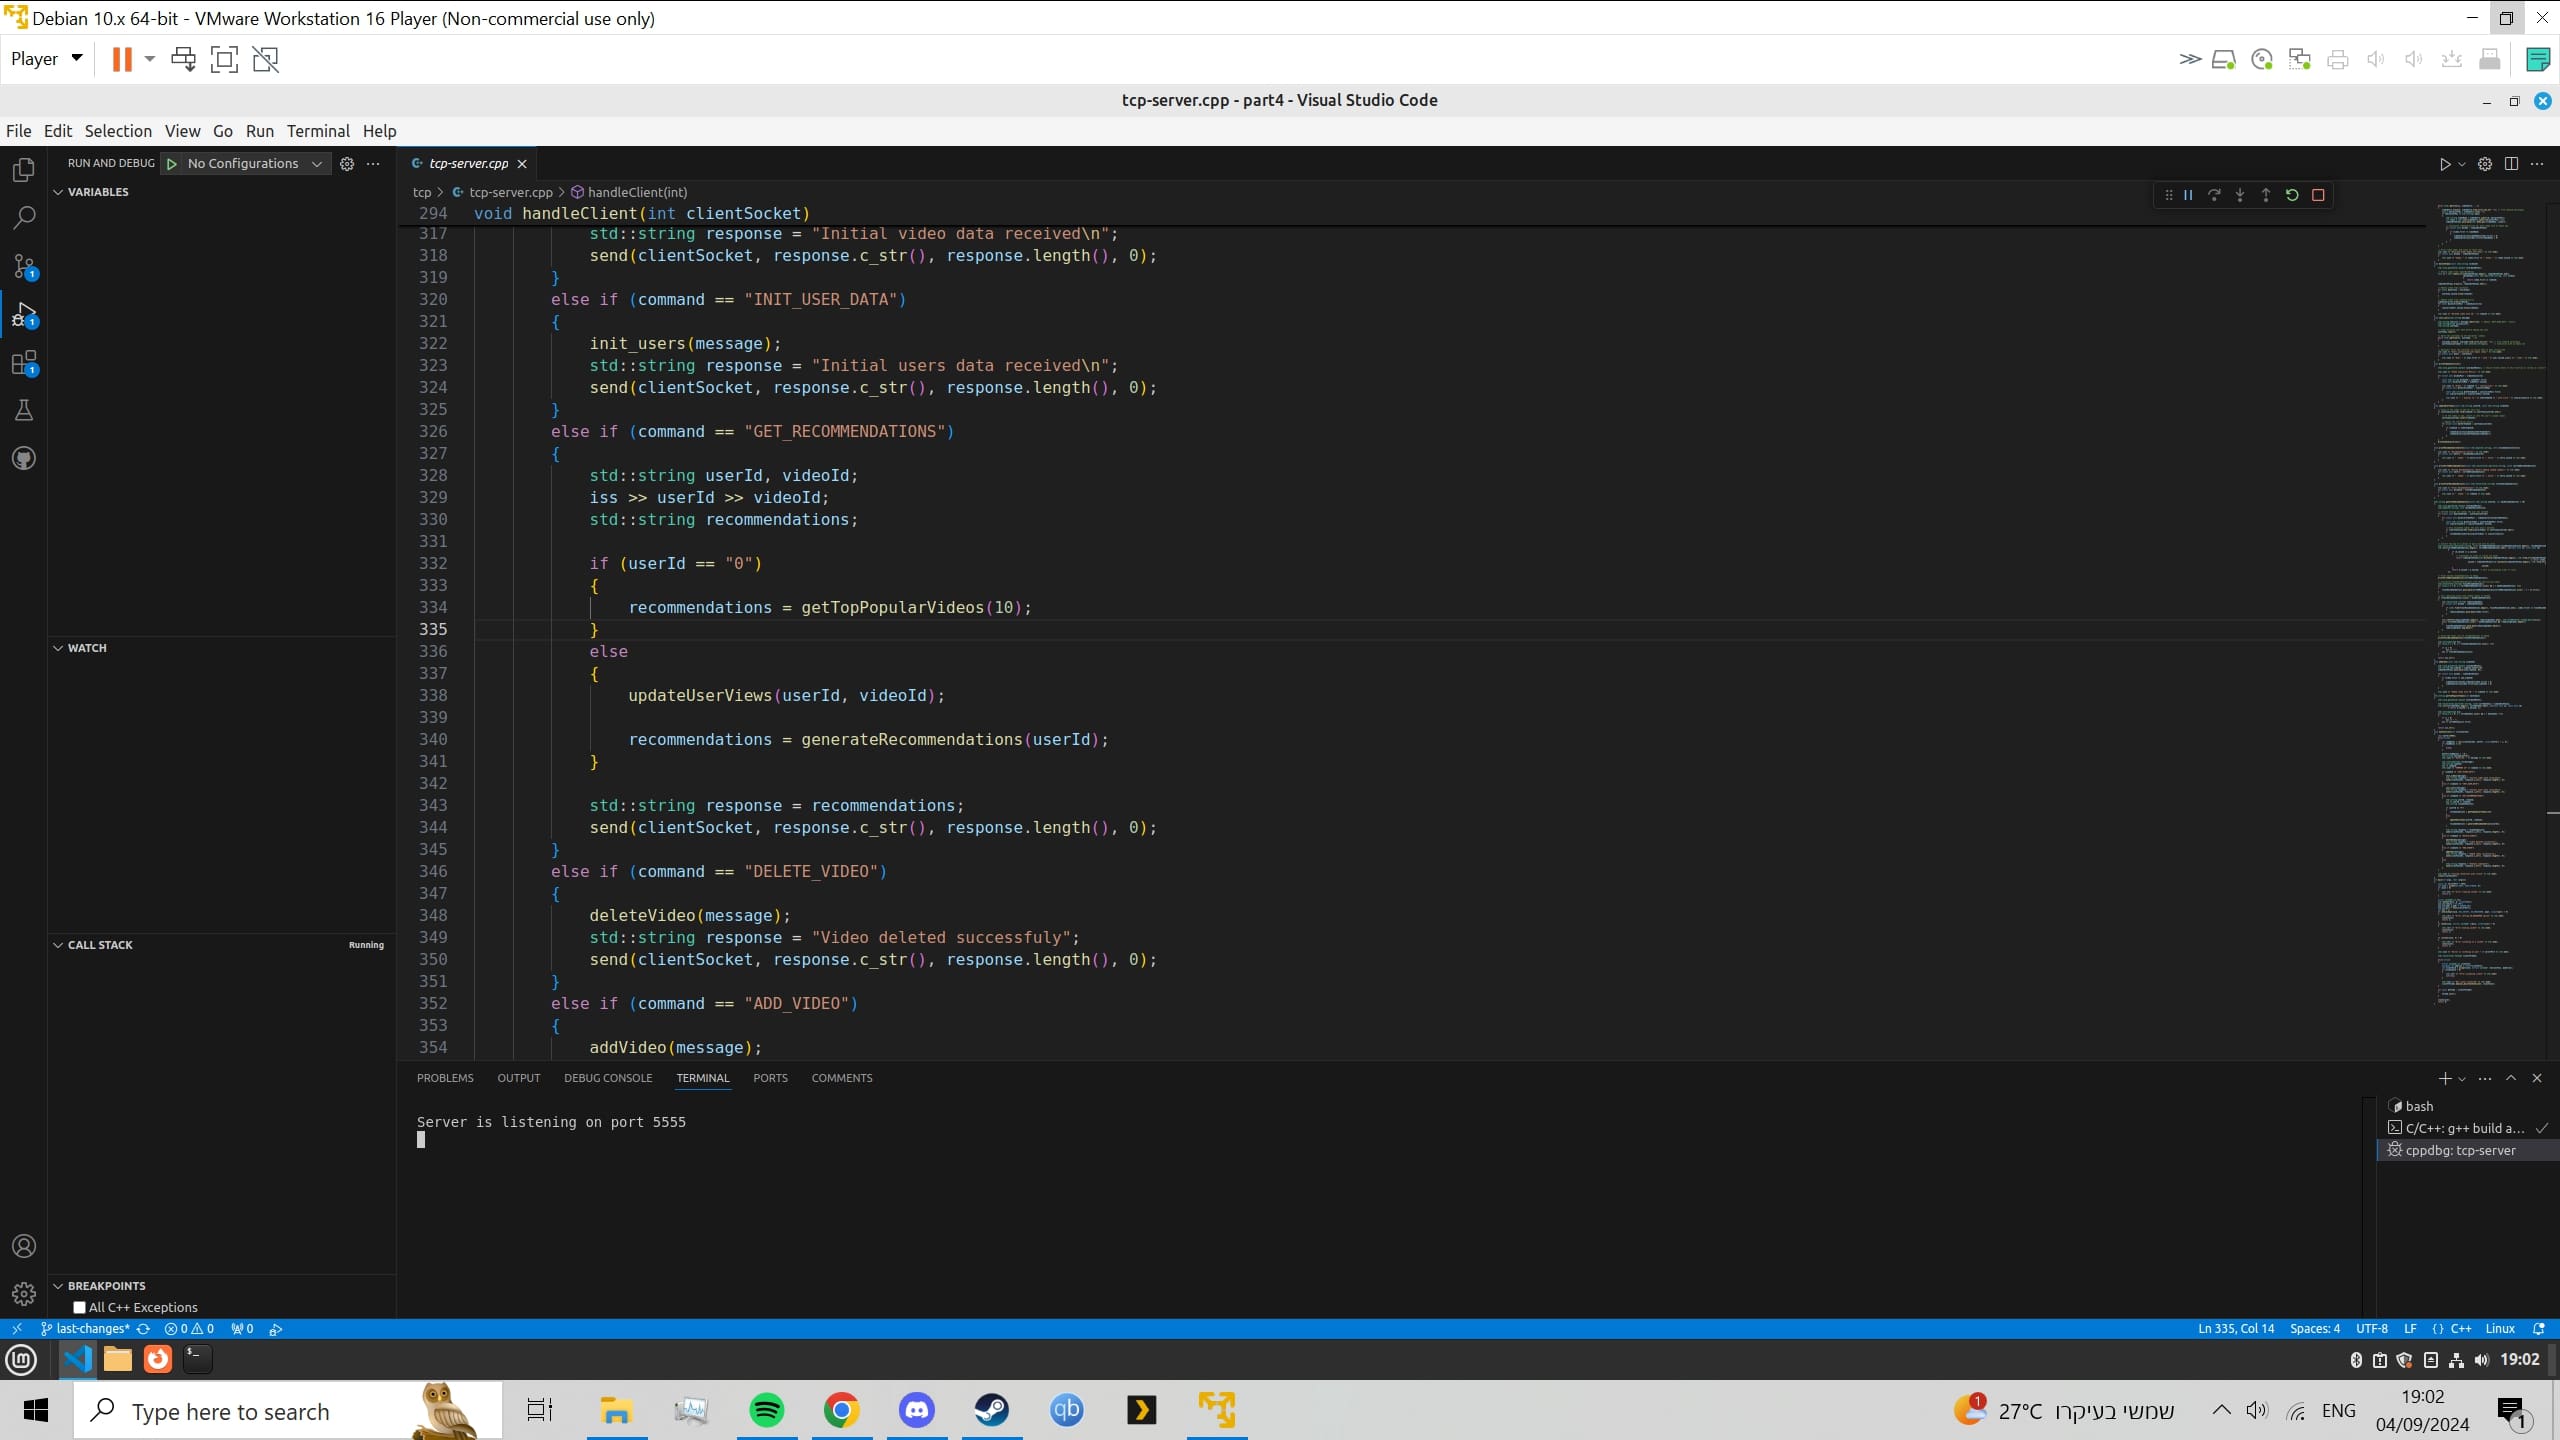 Debian 10.x 64-bit - VMware Workstation 16 Player (Non-commercial use only)
Player
tcp-server.cpp - part4 - Visual Studio Code
File Edit Selection View Go Run Terminal Help
RUN AND DEBUG No Configurations
tcp-server.cpp
VARIABLES
tcp > tcp-server.cpp > handleClient(int)
294 void handleClient(int clientSocket)
317 std::string response = "Initial video data received\n";
318 send(clientSocket, response.c_str(), response.length(), 0);
319 }
320 else if (command == "INIT_USER_DATA")
321 {
322 init_users(message);
323 std::string response = "Initial users data received\n";
324 send(clientSocket, response.c_str(), response.length(), 0);
325 }
326 else if (command == "GET_RECOMMENDATIONS")
327 {
328 std::string userId, videoId;
329 iss >> userId >> videoId;
330 std::string recommendations;
331
332 if (userId == "0")
333 {
334 recommendations = getTopPopularVideos(10);
335 }
336 else
337 {
338 updateUserViews(userId, videoId);
339
340 recommendations = generateRecommendations(userId);
341 }
342
343 std::string response = recommendations;
344 send(clientSocket, response.c_str(), response.length(), 0);
345 }
346 else if (command == "DELETE_VIDEO")
347 {
348 deleteVideo(message);
349 std::string response = "Video deleted successfuly";
350 send(clientSocket, response.c_str(), response.length(), 0);
351 }
352 else if (command == "ADD_VIDEO")
353 {
354 addVideo(message);
WATCH
CALL STACK Running
BREAKPOINTS
All C++ Exceptions
PROBLEMS OUTPUT DEBUG CONSOLE TERMINAL PORTS COMMENTS
Server is listening on port 5555
bash
C/C++: g++ build a...
cppdbg: tcp-server
last-changes* 0 0 0 Ln 335, Col 14 Spaces: 4 UTF-8 LF {} C++ Linux
19:02
Type here to search
qb
1
27°C שמשי בעיקרו
ENG
19:02
04/09/2024
1